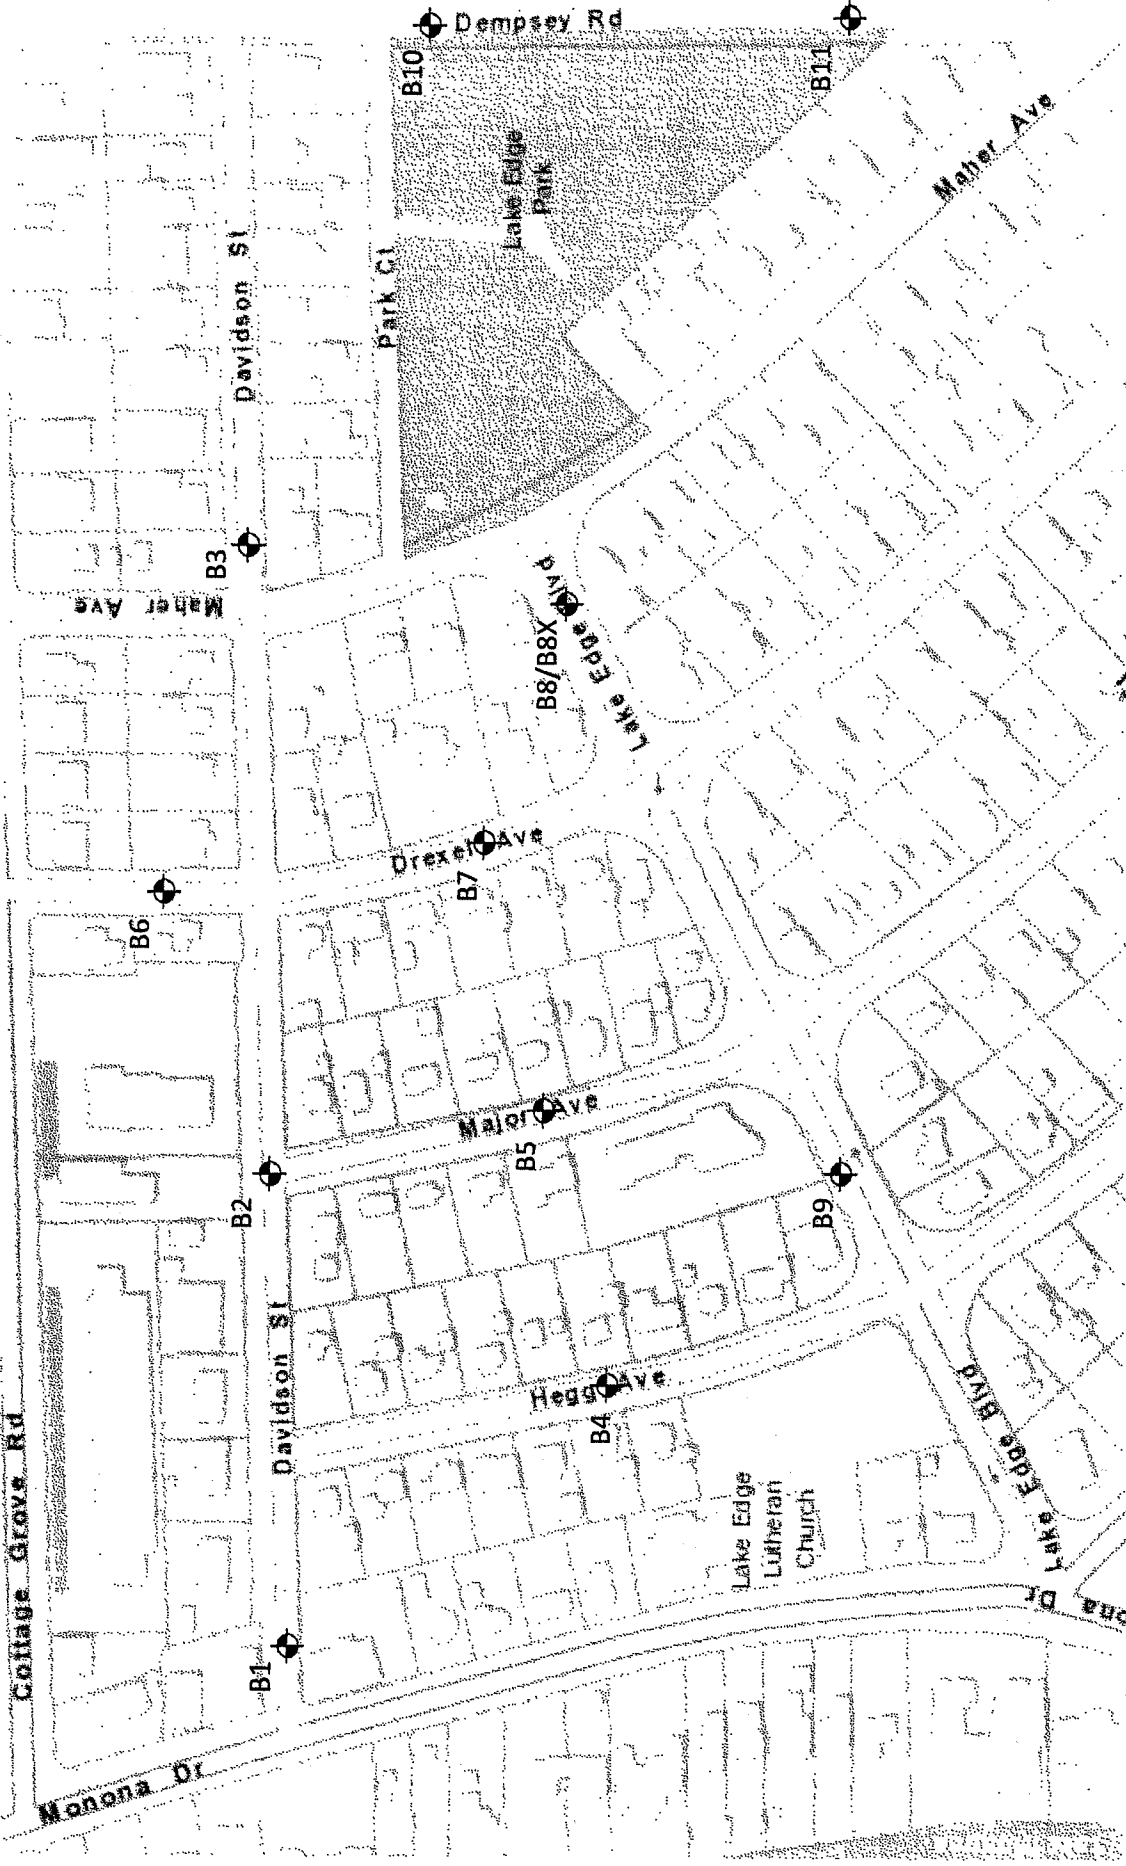 Dempsey Rd
B10
B11
Lake Edge
Park
Maher Ave
Davidson St
Park Ct
B3
Maher Ave
Blvd
Lake Edge
B8/B8X
Drexel Ave
B7
B6
Major Ave
B5
B2
B9
Davidson St
Hegg Ave
B4
Lake Edge Blvd
Lake Edge
Lutheran
Church
Cottage Grove Rd
B1
Monona Dr
Dr